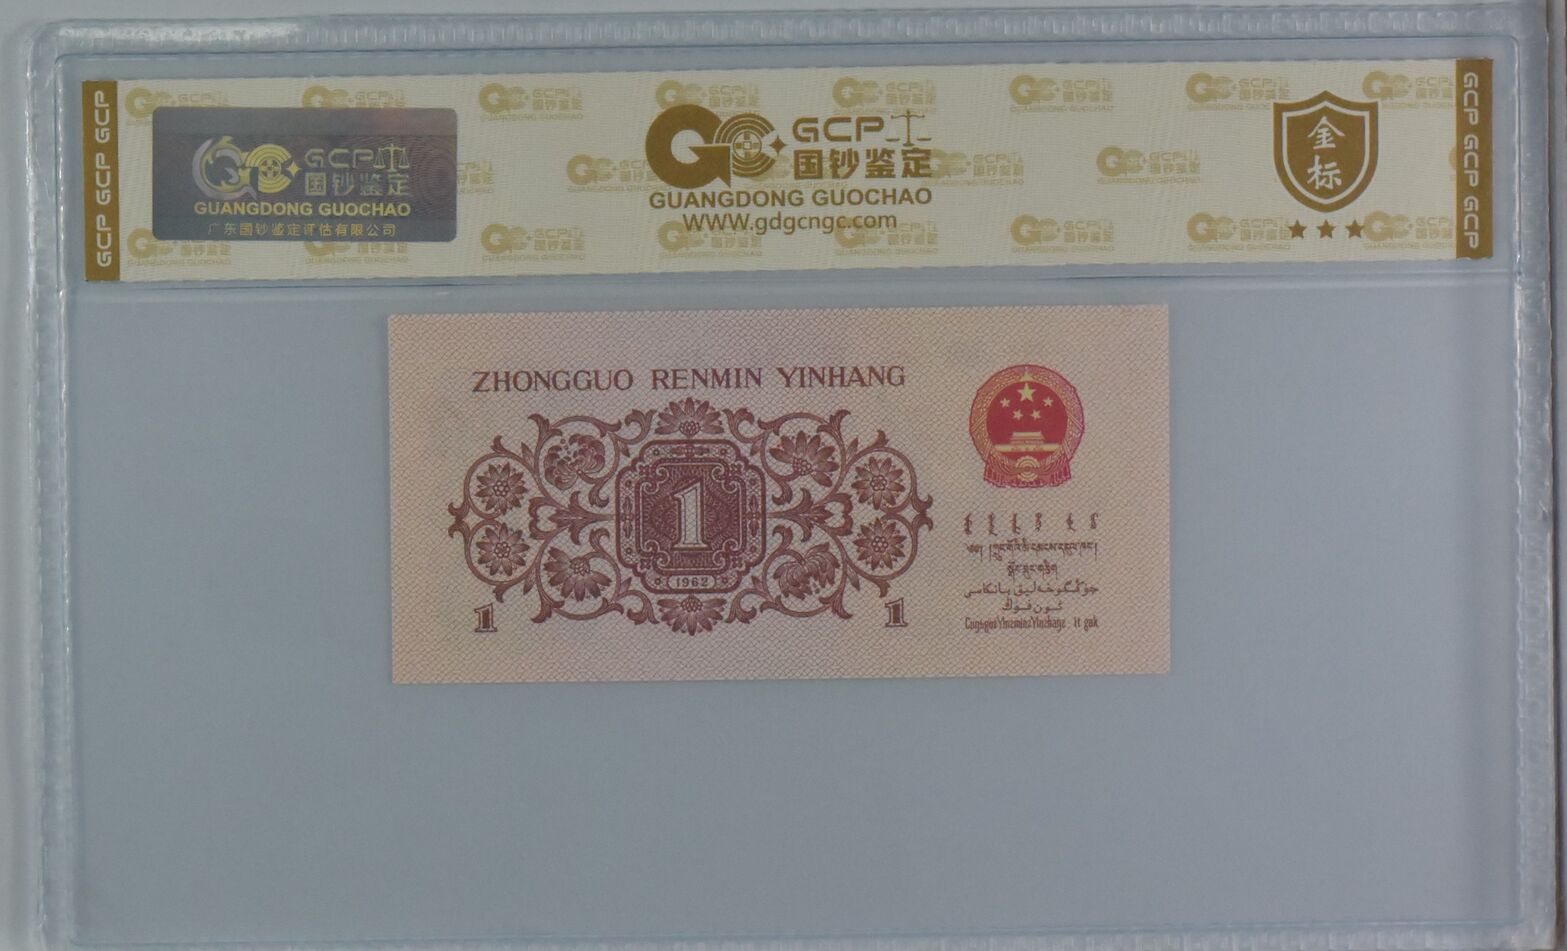 GCP GCP GCP
GCP 国钞鉴定
GUANGDONG GUOCHAO
广东国钞鉴定评估有限公司
GCP 国钞鉴定
GUANGDONG GUOCHAO
WWW.gdgcngc.com
金标
GCP GCP GCP
ZHONGGUO RENMIN YINHANG
1
1962
1
1